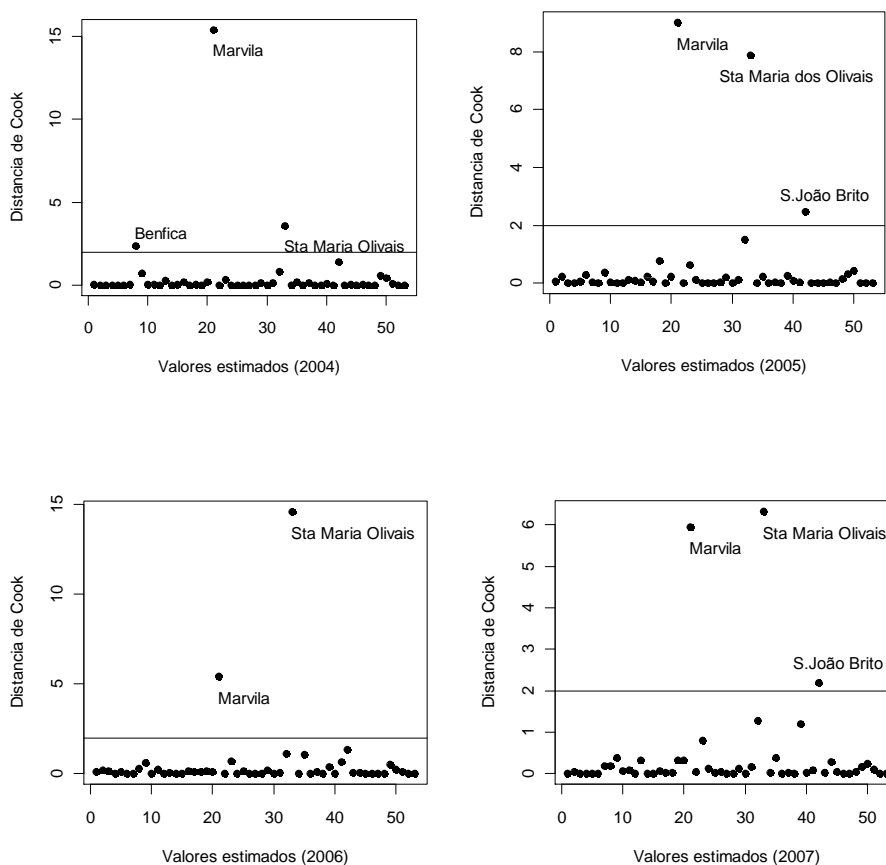 Distancia de Cook
15
10
5
0
Marvila
Benfica
Sta Maria Olivais
0 10 20 30 40 50
Valores estimados (2004)
Distancia de Cook
8
6
4
2
0
Marvila
Sta Maria dos Olivais
S.João Brito
0 10 20 30 40 50
Valores estimados (2005)
Distancia de Cook
15
10
5
0
Sta Maria Olivais
Marvila
0 10 20 30 40 50
Valores estimados (2006)
Distancia de Cook
6
5
4
3
2
1
0
Marvila
Sta Maria Olivais
S.João Brito
0 10 20 30 40 50
Valores estimados (2007)